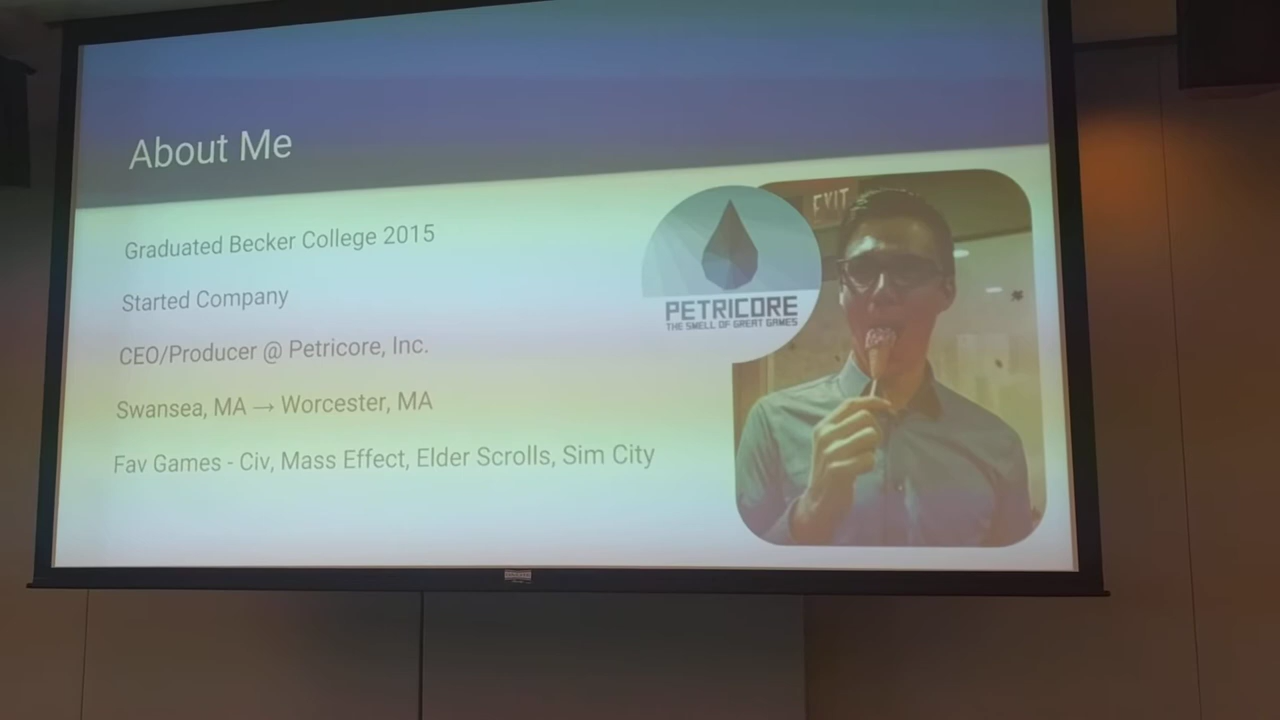 About Me
Graduated Becker College 2015
Started Company
CEO/Producer @ Petricore, Inc.
Swansea, MA → Worcester, MA
Fav Games - Civ, Mass Effect, Elder Scrolls, Sim City
PETRICORE
THE SMELL OF GREAT GAMES
EXIT